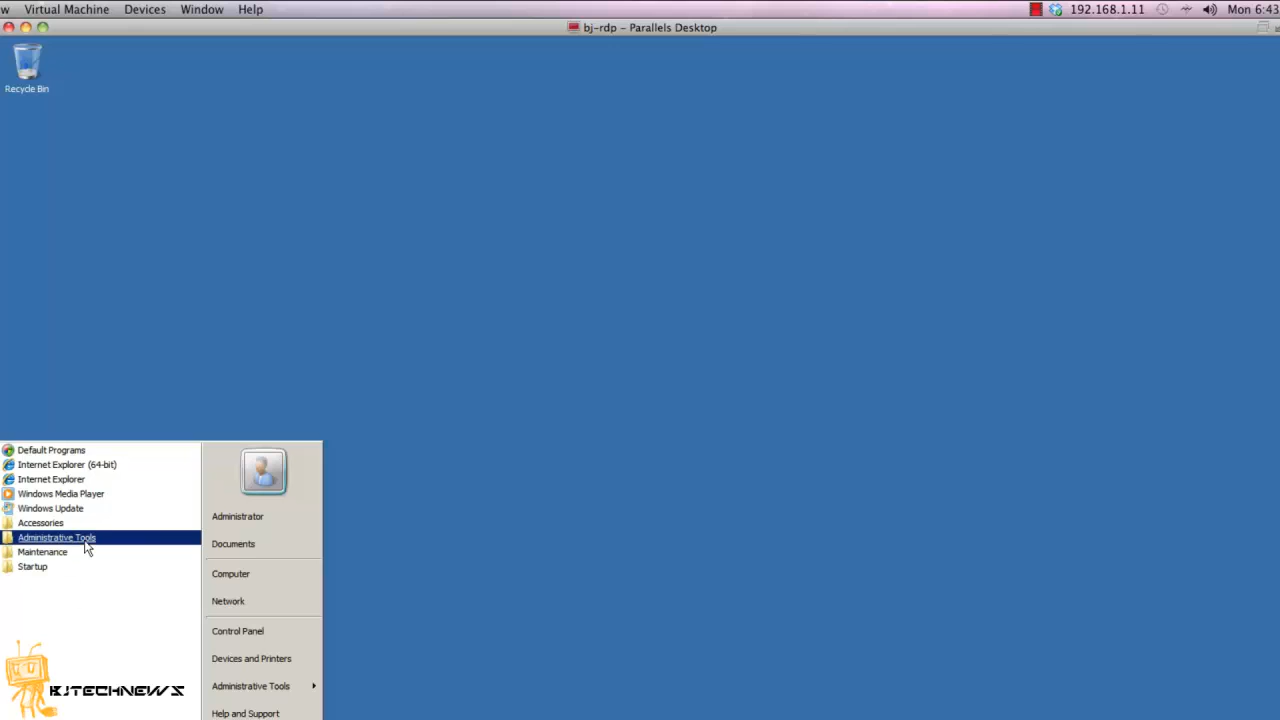 w Virtual Machine Devices Window Help 192.168.1.11 Mon 6:43
bj-rdp - Parallels Desktop
Recycle Bin
Default Programs
Internet Explorer (64-bit)
Internet Explorer
Windows Media Player
Windows Update
Accessories
Administrative Tools
Maintenance
Startup
Administrator
Documents
Computer
Network
Control Panel
Devices and Printers
Administrative Tools
Help and Support
BJTECHNEWS